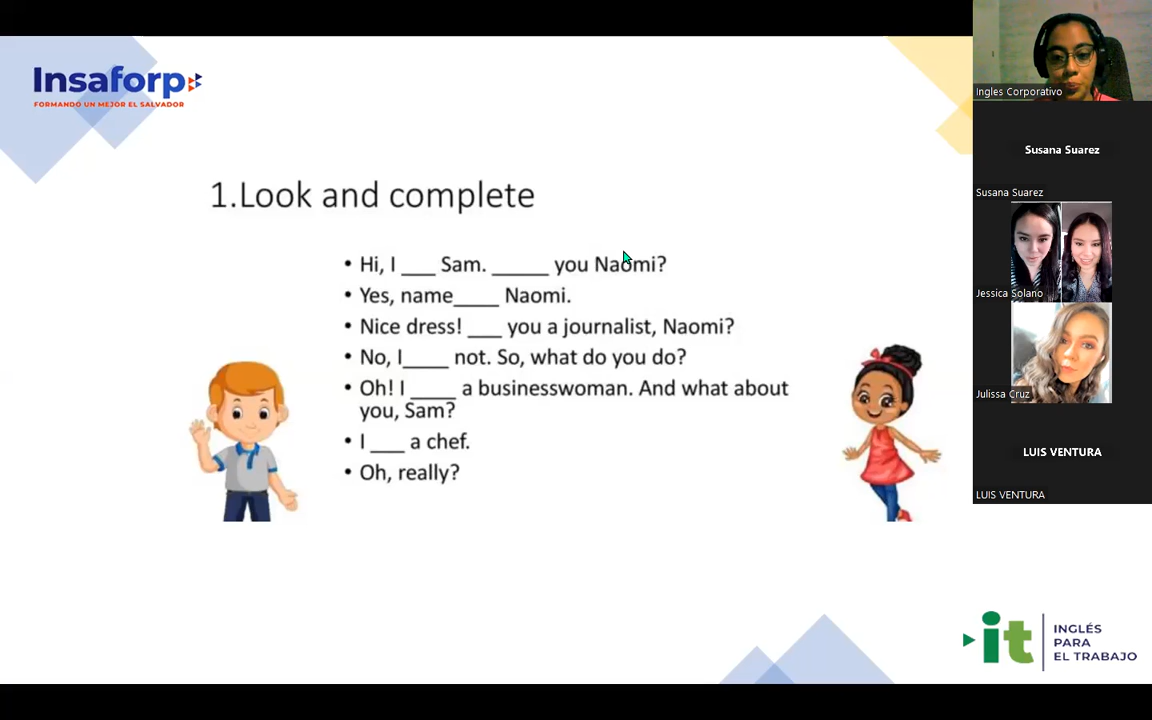 Insaforp
FORMANDO UN MEJOR EL SALVADOR
1.Look and complete
• Hi, I ___ Sam. _____ you Naomi?
• Yes, name____ Naomi.
• Nice dress! ___ you a journalist, Naomi?
• No, I____ not. So, what do you do?
• Oh! I ____ a businesswoman. And what about
you, Sam?
• I ___ a chef.
• Oh, really?
it
INGLÉS
PARA
EL TRABAJO
Ingles Corporativo
Susana Suarez
Susana Suarez
Jessica Solano
Julissa Cruz
LUIS VENTURA
LUIS VENTURA